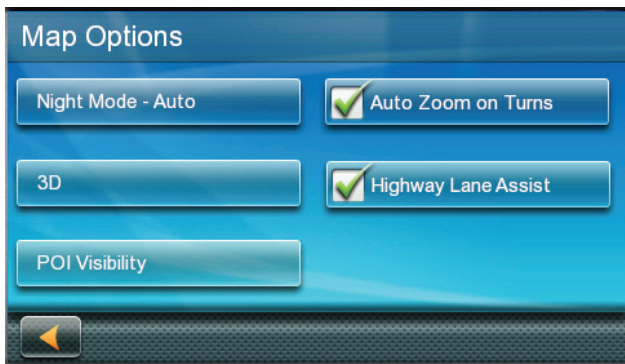 Map Options
Night Mode - Auto
Auto Zoom on Turns
3D
Highway Lane Assist
POI Visibility